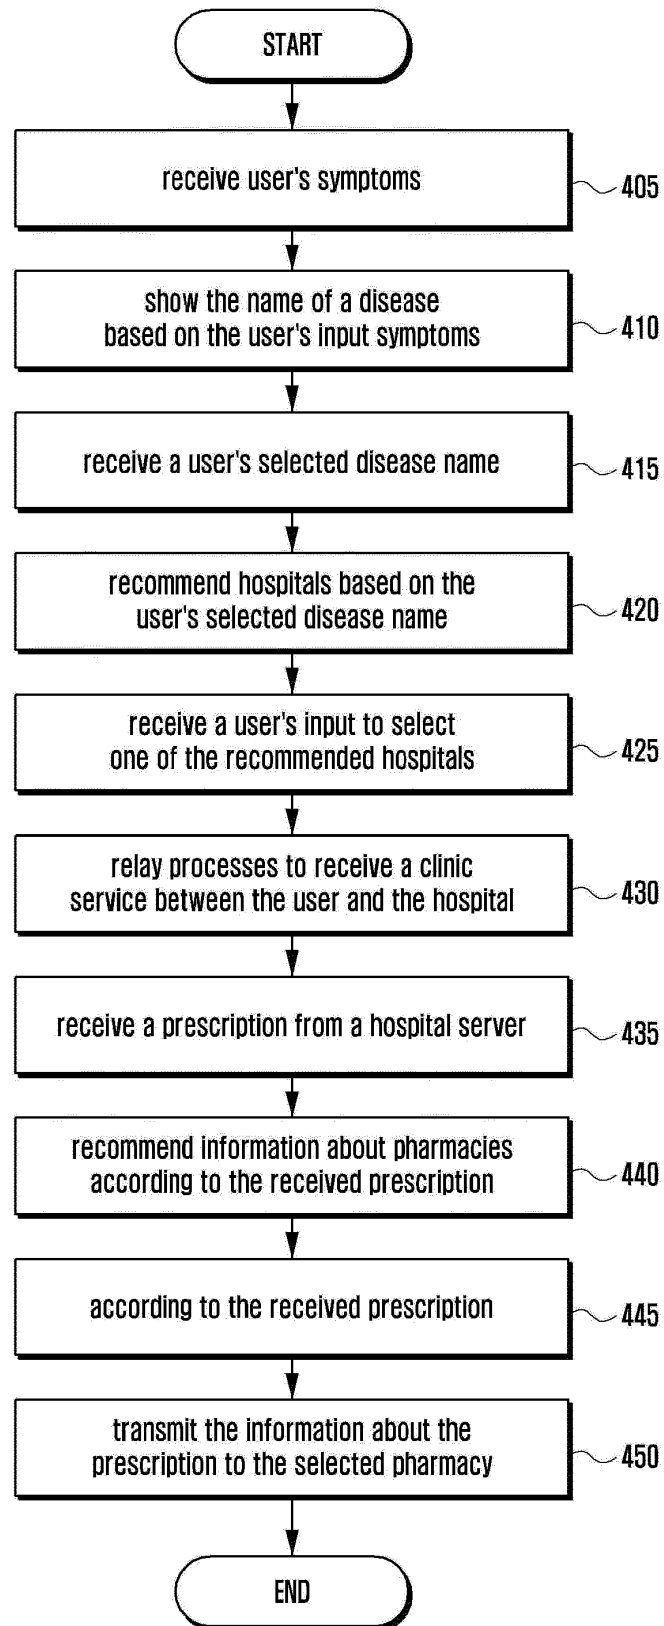 START
receive user's symptoms
405
show the name of a disease
based on the user's input symptoms
410
receive a user's selected disease name
415
recommend hospitals based on the
user's selected disease name
420
receive a user's input to select
one of the recommended hospitals
425
relay processes to receive a clinic
service between the user and the hospital
430
receive a prescription from a hospital server
435
recommend information about pharmacies
according to the received prescription
440
according to the received prescription
445
transmit the information about the
prescription to the selected pharmacy
450
END